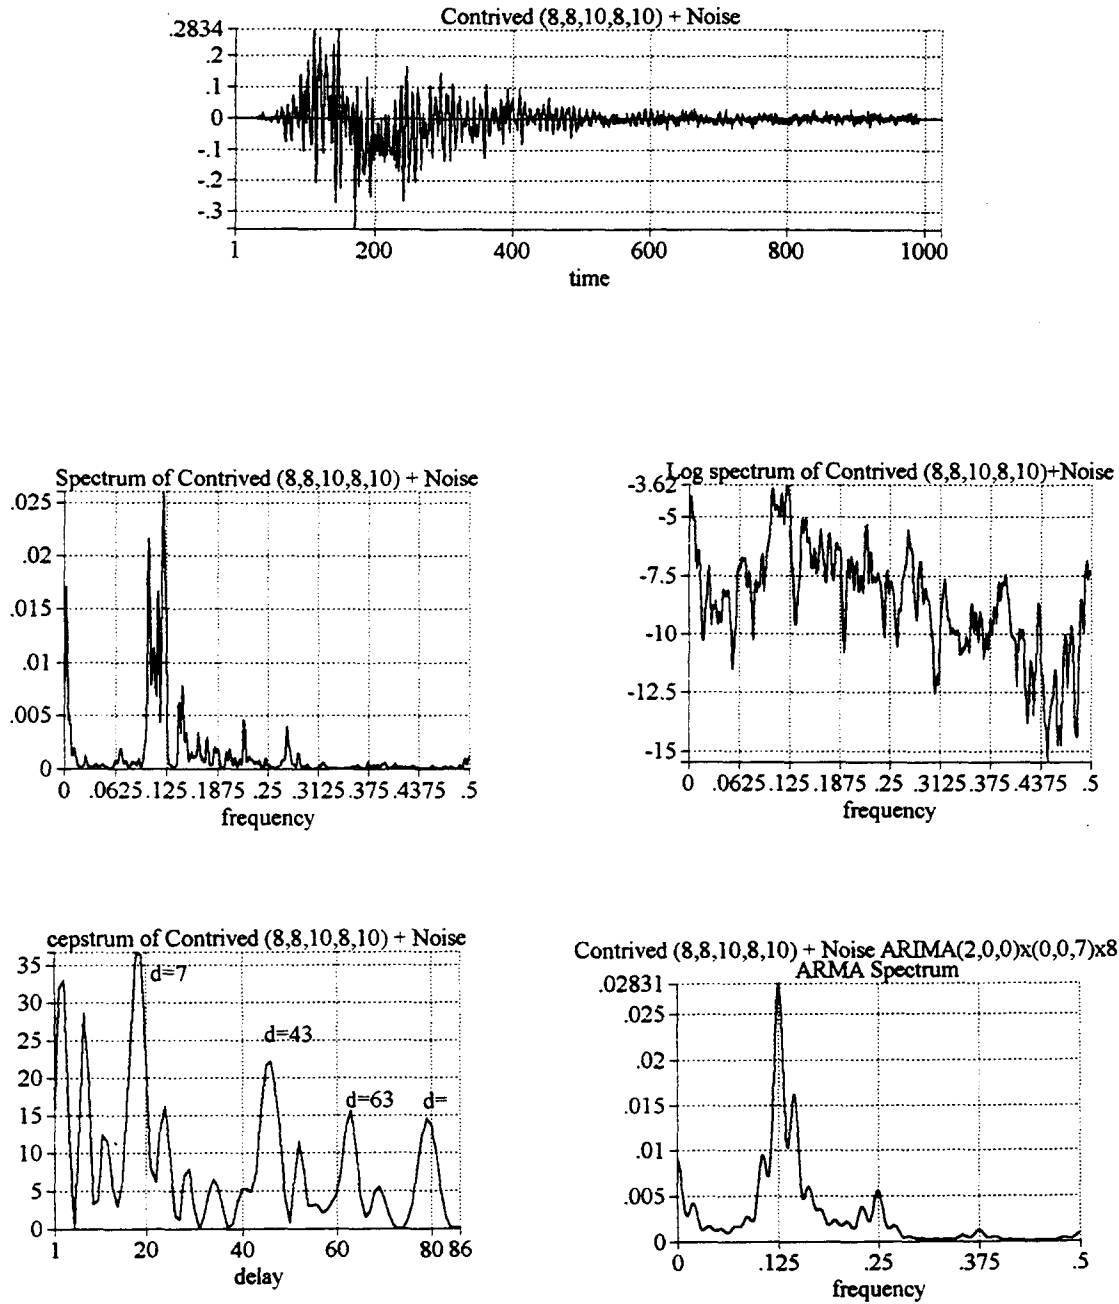 Contrived (8,8,10,8,10) + Noise
.2834
.2
.1
0
-.1
-.2
-.3
1 200 400 600 800 1000
time
Spectrum of Contrived (8,8,10,8,10) + Noise
.025
.02
.015
.01
.005
0
0 .0625 .125 .1875 .25 .3125 .375 .4375 .5
frequency
Log spectrum of Contrived (8,8,10,8,10)+Noise
-3.62
-5
-7.5
-10
-12.5
-15
0 .0625 .125 .1875 .25 .3125 .375 .4375 .5
frequency
cepstrum of Contrived (8,8,10,8,10) + Noise
35
30
25
20
15
10
5
0
d=7
d=43
d=63
d=
1 20 40 60 80 86
delay
Contrived (8,8,10,8,10) + Noise ARIMA(2,0,0)x(0,0,7)x8
ARMA Spectrum
.02831
.025
.02
.015
.01
.005
0
0 .125 .25 .375 .5
frequency